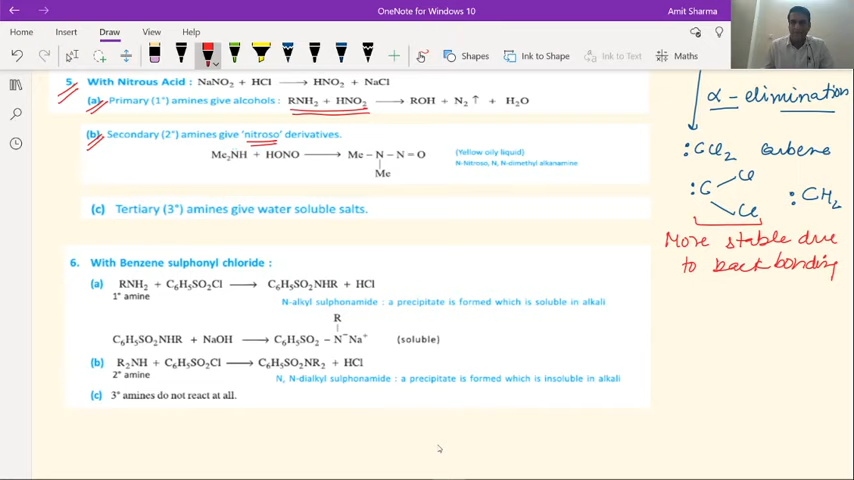 OneNote for Windows 10
Amit Sharma
Home Insert Draw View Help
Shapes Ink to Shape Ink to Text Maths
5. With Nitrous Acid : NaNO₂ + HCl ⟶ HNO₂ + NaCl
(a) Primary (1°) amines give alcohols : RNH₂ + HNO₂ ⟶ ROH + N₂ ↑ + H₂O
(b) Secondary (2°) amines give 'nitroso' derivatives.
Me₂NH + HONO ⟶ Me – N – N = O
(Yellow oily liquid)
N-Nitroso, N, N-dimethyl alkanamine
Me
(c) Tertiary (3°) amines give water soluble salts.
6. With Benzene sulphonyl chloride :
(a) RNH₂ + C₆H₅SO₂Cl ⟶ C₆H₅SO₂NHR + HCl
1° amine
N-alkyl sulphonamide : a precipitate is formed which is soluble in alkali
R
C₆H₅SO₂NHR + NaOH ⟶ C₆H₅SO₂ – N⁻Na⁺ (soluble)
(b) R₂NH + C₆H₅SO₂Cl ⟶ C₆H₅SO₂NR₂ + HCl
2° amine
N, N-dialkyl sulphonamide : a precipitate is formed which is insoluble in alkali
(c) 3° amines do not react at all.
α-elimination
:CCl₂ carbene
:C Cl Cl :CH₂
More stable due
to back bonding